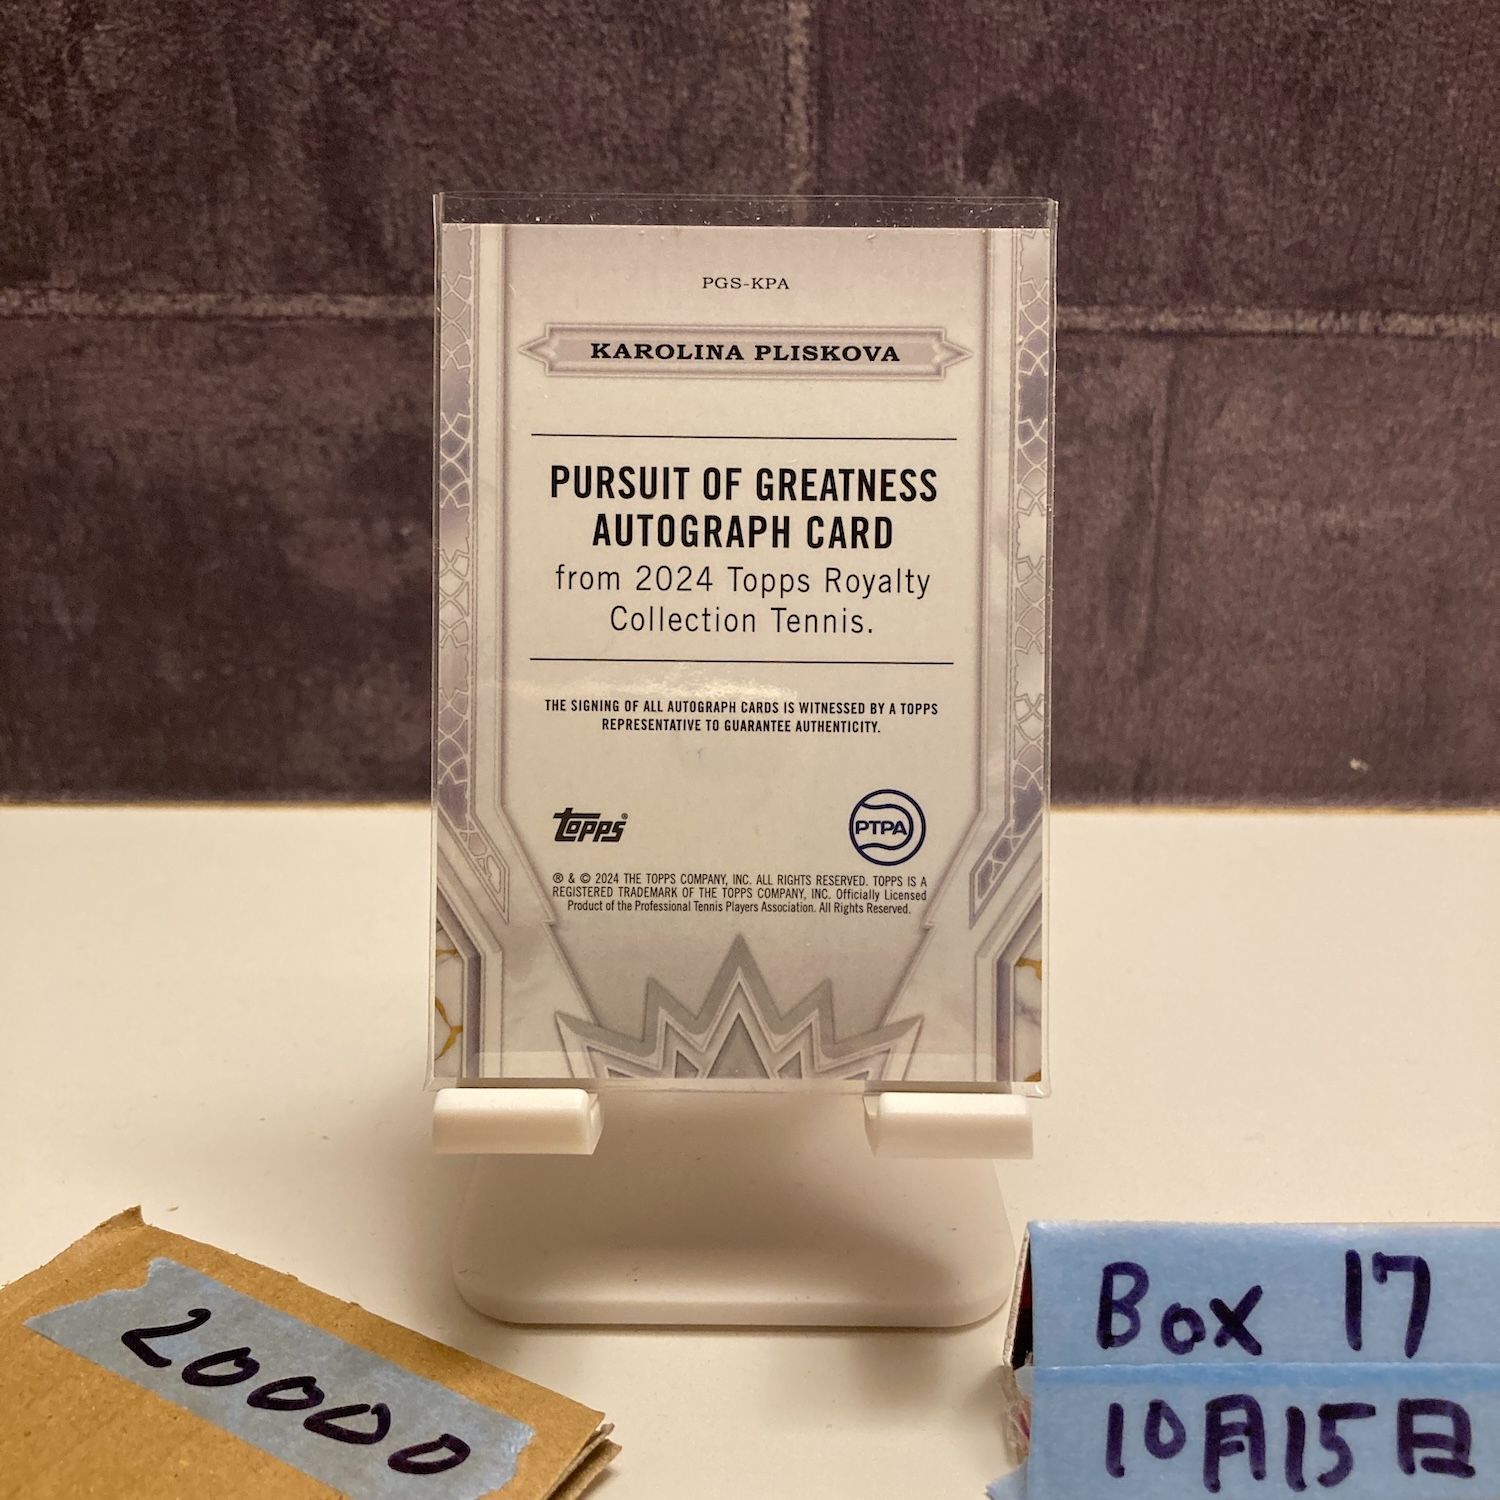 PGS-KPA
KAROLINA PLISKOVA
PURSUIT OF GREATNESS
AUTOGRAPH CARD
from 2024 Topps Royalty
Collection Tennis.
THE SIGNING OF ALL AUTOGRAPH CARDS IS WITNESSED BY A TOPPS
REPRESENTATIVE TO GUARANTEE AUTHENTICITY.
topps®
PTPA
® & © 2024 THE TOPPS COMPANY, INC. ALL RIGHTS RESERVED. TOPPS IS A
REGISTERED TRADEMARK OF THE TOPPS COMPANY, INC. Officially Licensed
Product of the Professional Tennis Players Association. All Rights Reserved.
20000
Box 17
10月15日